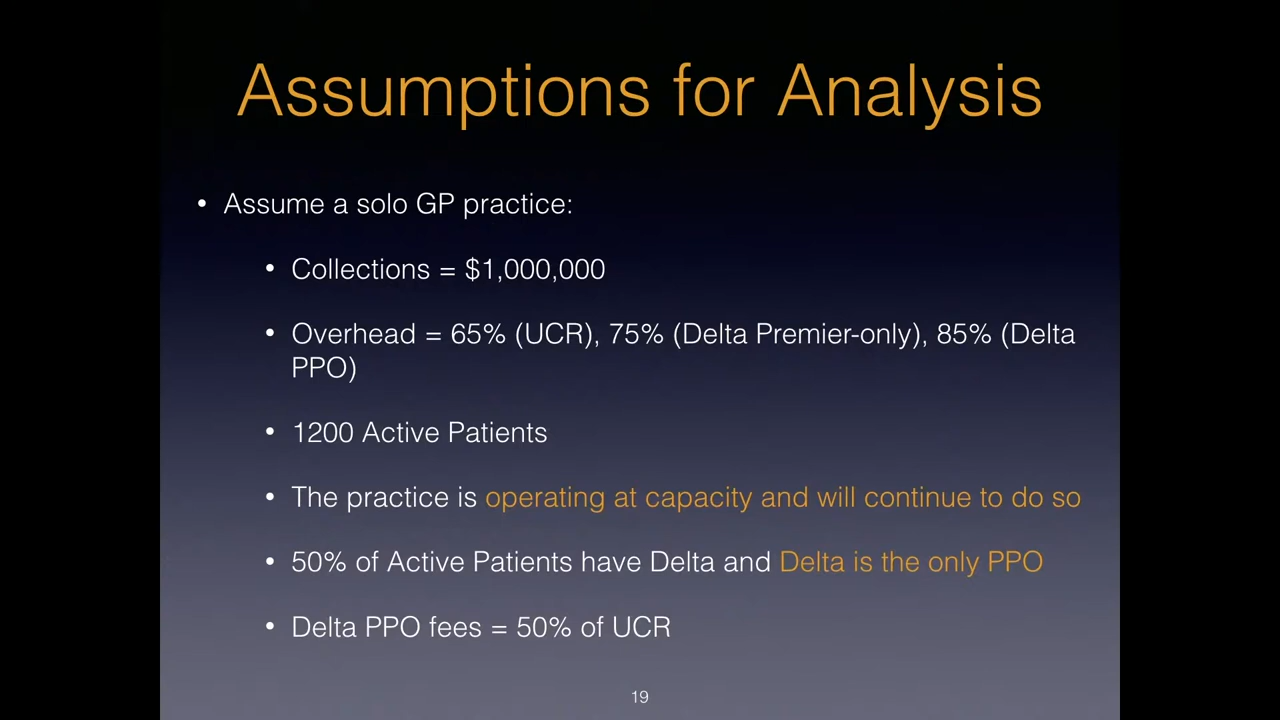 Assumptions for Analysis
• Assume a solo GP practice:
• Collections = $1,000,000
• Overhead = 65% (UCR), 75% (Delta Premier-only), 85% (Delta
PPO)
• 1200 Active Patients
• The practice is operating at capacity and will continue to do so
• 50% of Active Patients have Delta and Delta is the only PPO
• Delta PPO fees = 50% of UCR
19